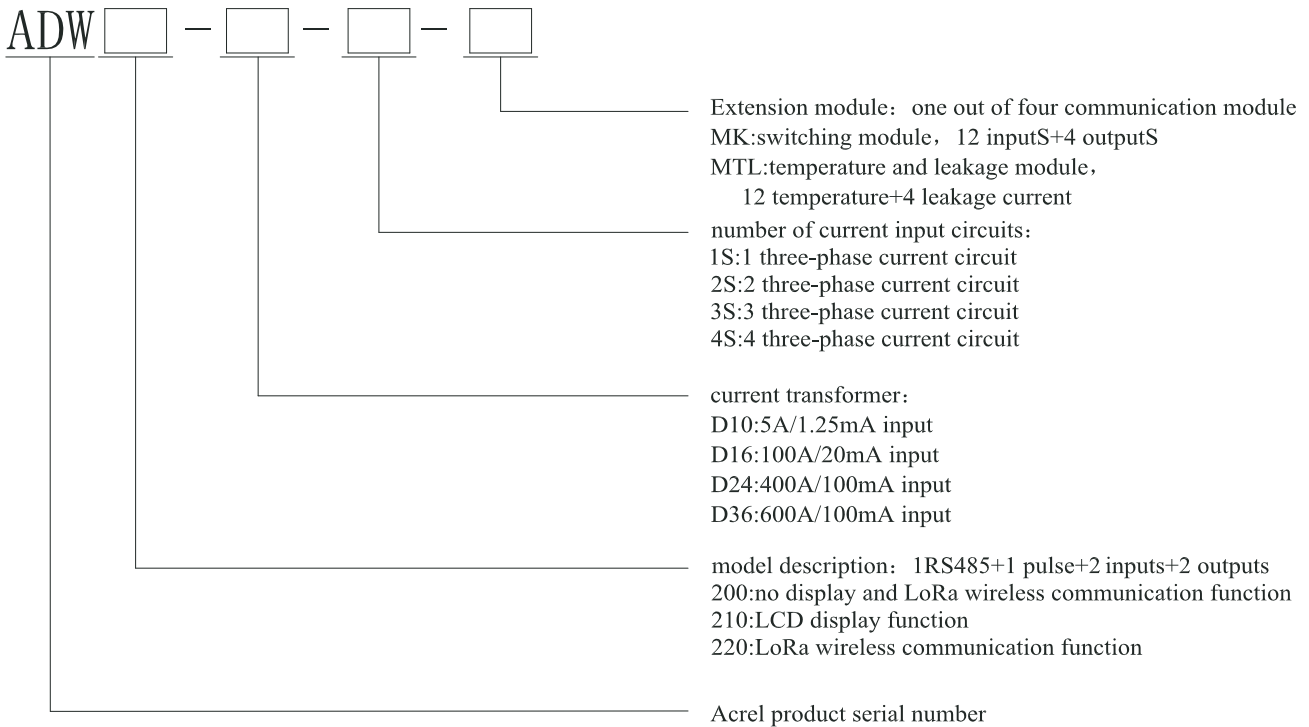 ADW - - -
Extension module：one out of four communication module
MK:switching module，12 inputS+4 outputS
MTL:temperature and leakage module，
12 temperature+4 leakage current
number of current input circuits：
1S:1 three-phase current circuit
2S:2 three-phase current circuit
3S:3 three-phase current circuit
4S:4 three-phase current circuit
current transformer：
D10:5A/1.25mA input
D16:100A/20mA input
D24:400A/100mA input
D36:600A/100mA input
model description：1RS485+1 pulse+2 inputs+2 outputs
200:no display and LoRa wireless communication function
210:LCD display function
220:LoRa wireless communication function
Acrel product serial number